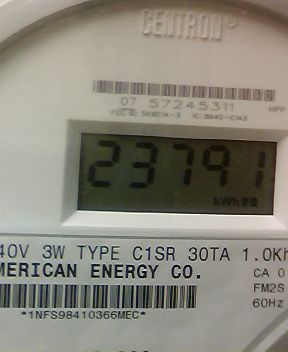 CENTRON
07 57245311
23791
kWh
40V 3W TYPE C1SR 30TA 1.0Kh
MERICAN ENERGY CO.
CA 0
FM2S
60Hz
*1NFS98410366MEC*